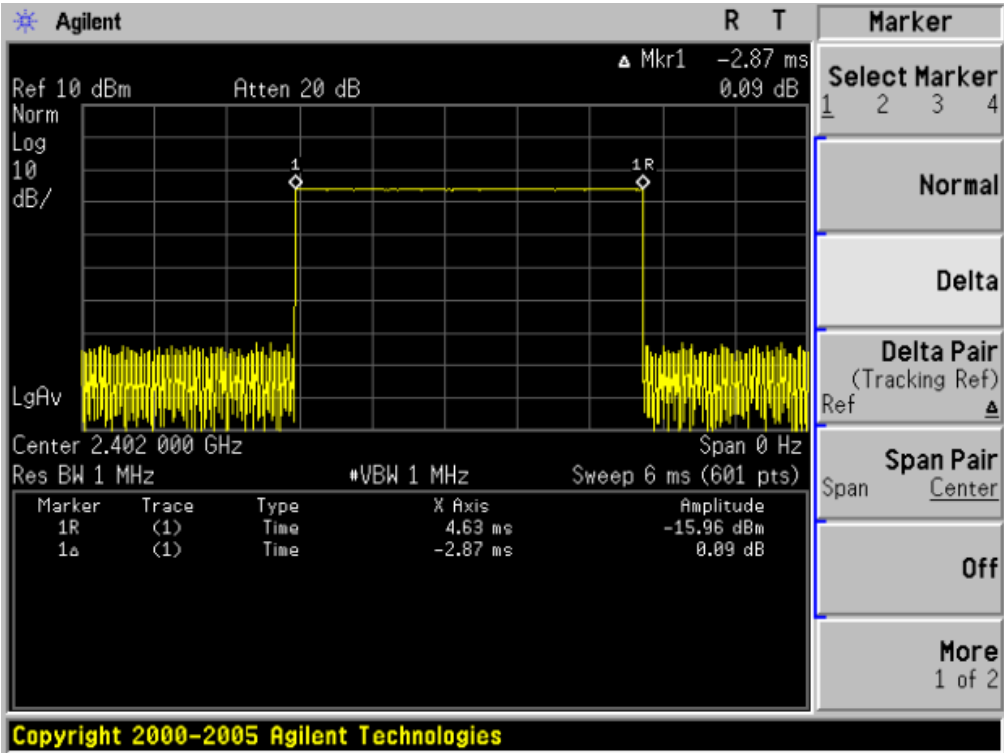 Agilent R T
Δ Mkr1 -2.87 ms
Ref 10 dBm Atten 20 dB 0.09 dB
Norm
Log
10
dB/
1
1R
LgAv
Center 2.402 000 GHz Span 0 Hz
Res BW 1 MHz #VBW 1 MHz Sweep 6 ms (601 pts)
Marker Trace Type X Axis Amplitude
1R (1) Time 4.63 ms -15.96 dBm
1Δ (1) Time -2.87 ms 0.09 dB
Marker
Select Marker
1 2 3 4
Normal
Delta
Delta Pair
(Tracking Ref)
Ref Δ
Span Pair
Span Center
Off
More
1 of 2
Copyright 2000-2005 Agilent Technologies